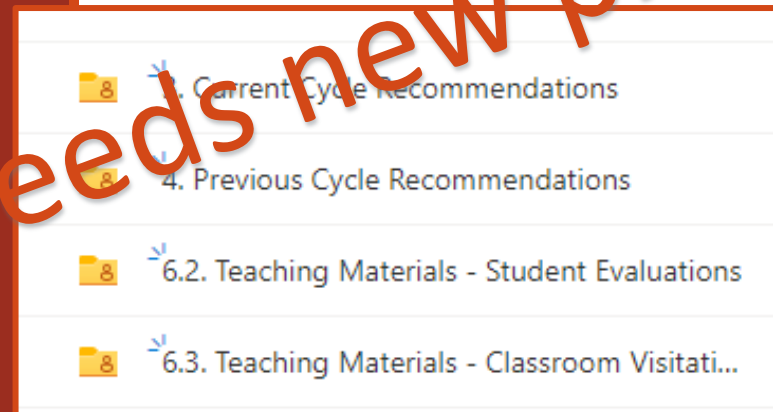 eeds new
3. Current Cycle Recommendations
4. Previous Cycle Recommendations
6.2. Teaching Materials - Student Evaluations
6.3. Teaching Materials - Classroom Visitati...